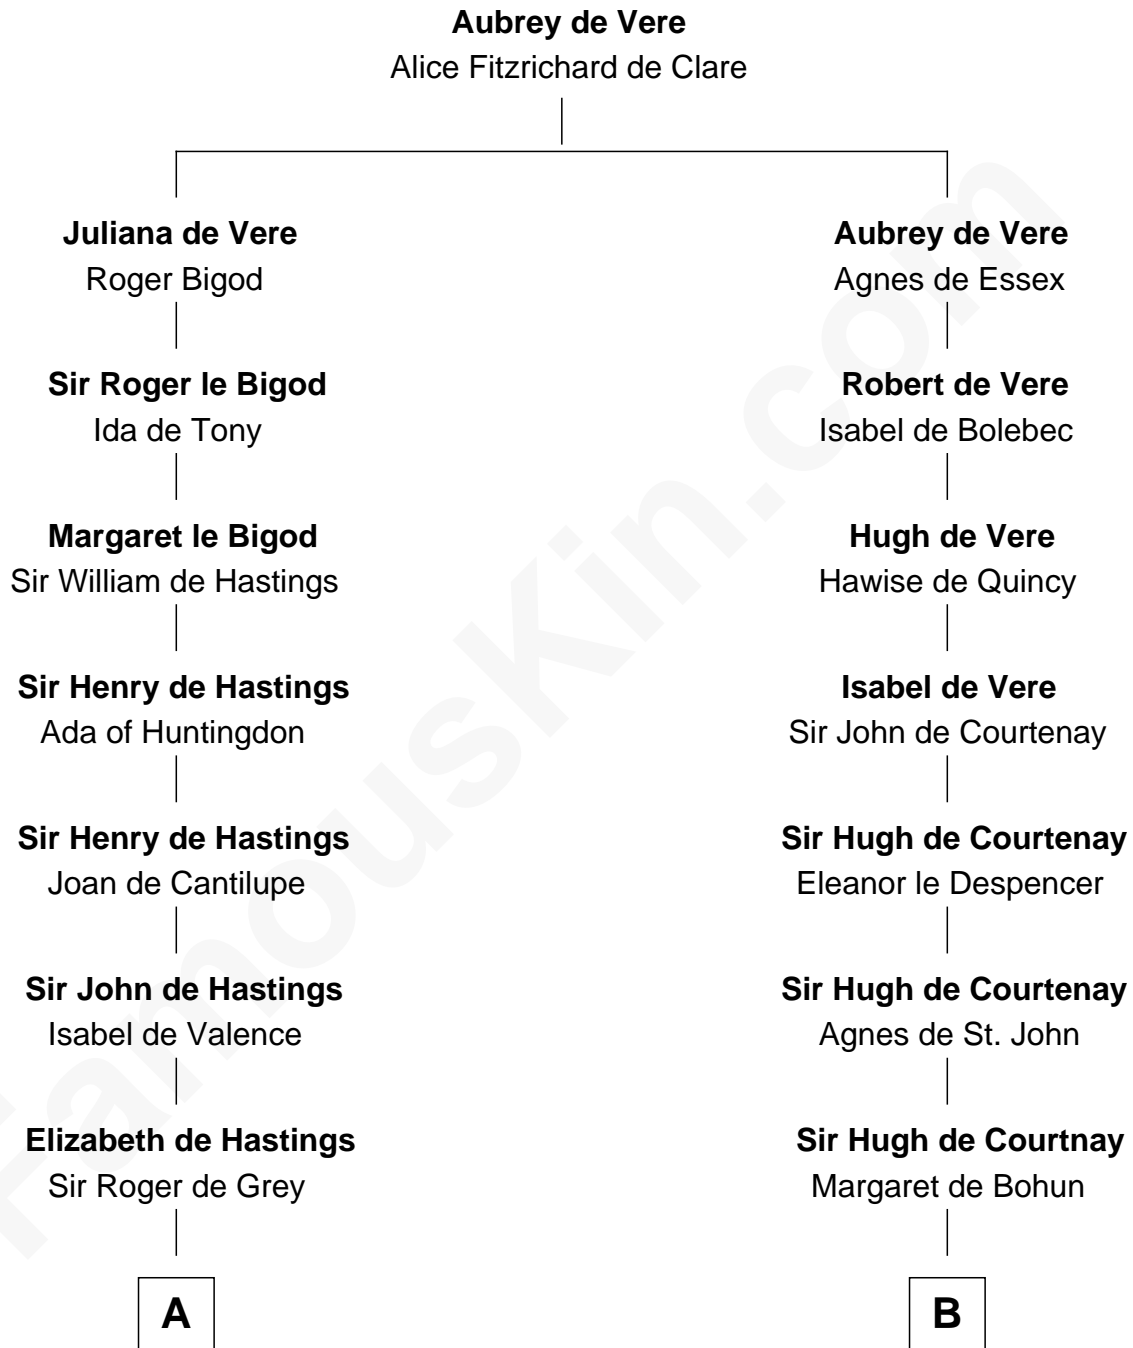 Aubrey de Vere
Alice Fitzrichard de Clare
Juliana de Vere
Roger Bigod
Sir Roger le Bigod
Ida de Tony
Margaret le Bigod
Sir William de Hastings
Sir Henry de Hastings
Ada of Huntingdon
Sir Henry de Hastings
Joan de Cantilupe
Sir John de Hastings
Isabel de Valence
Elizabeth de Hastings
Sir Roger de Grey
A
Aubrey de Vere
Agnes de Essex
Robert de Vere
Isabel de Bolebec
Hugh de Vere
Hawise de Quincy
Isabel de Vere
Sir John de Courtenay
Sir Hugh de Courtenay
Eleanor le Despencer
Sir Hugh de Courtenay
Agnes de St. John
Sir Hugh de Courtnay
Margaret de Bohun
B
FamousKin.com